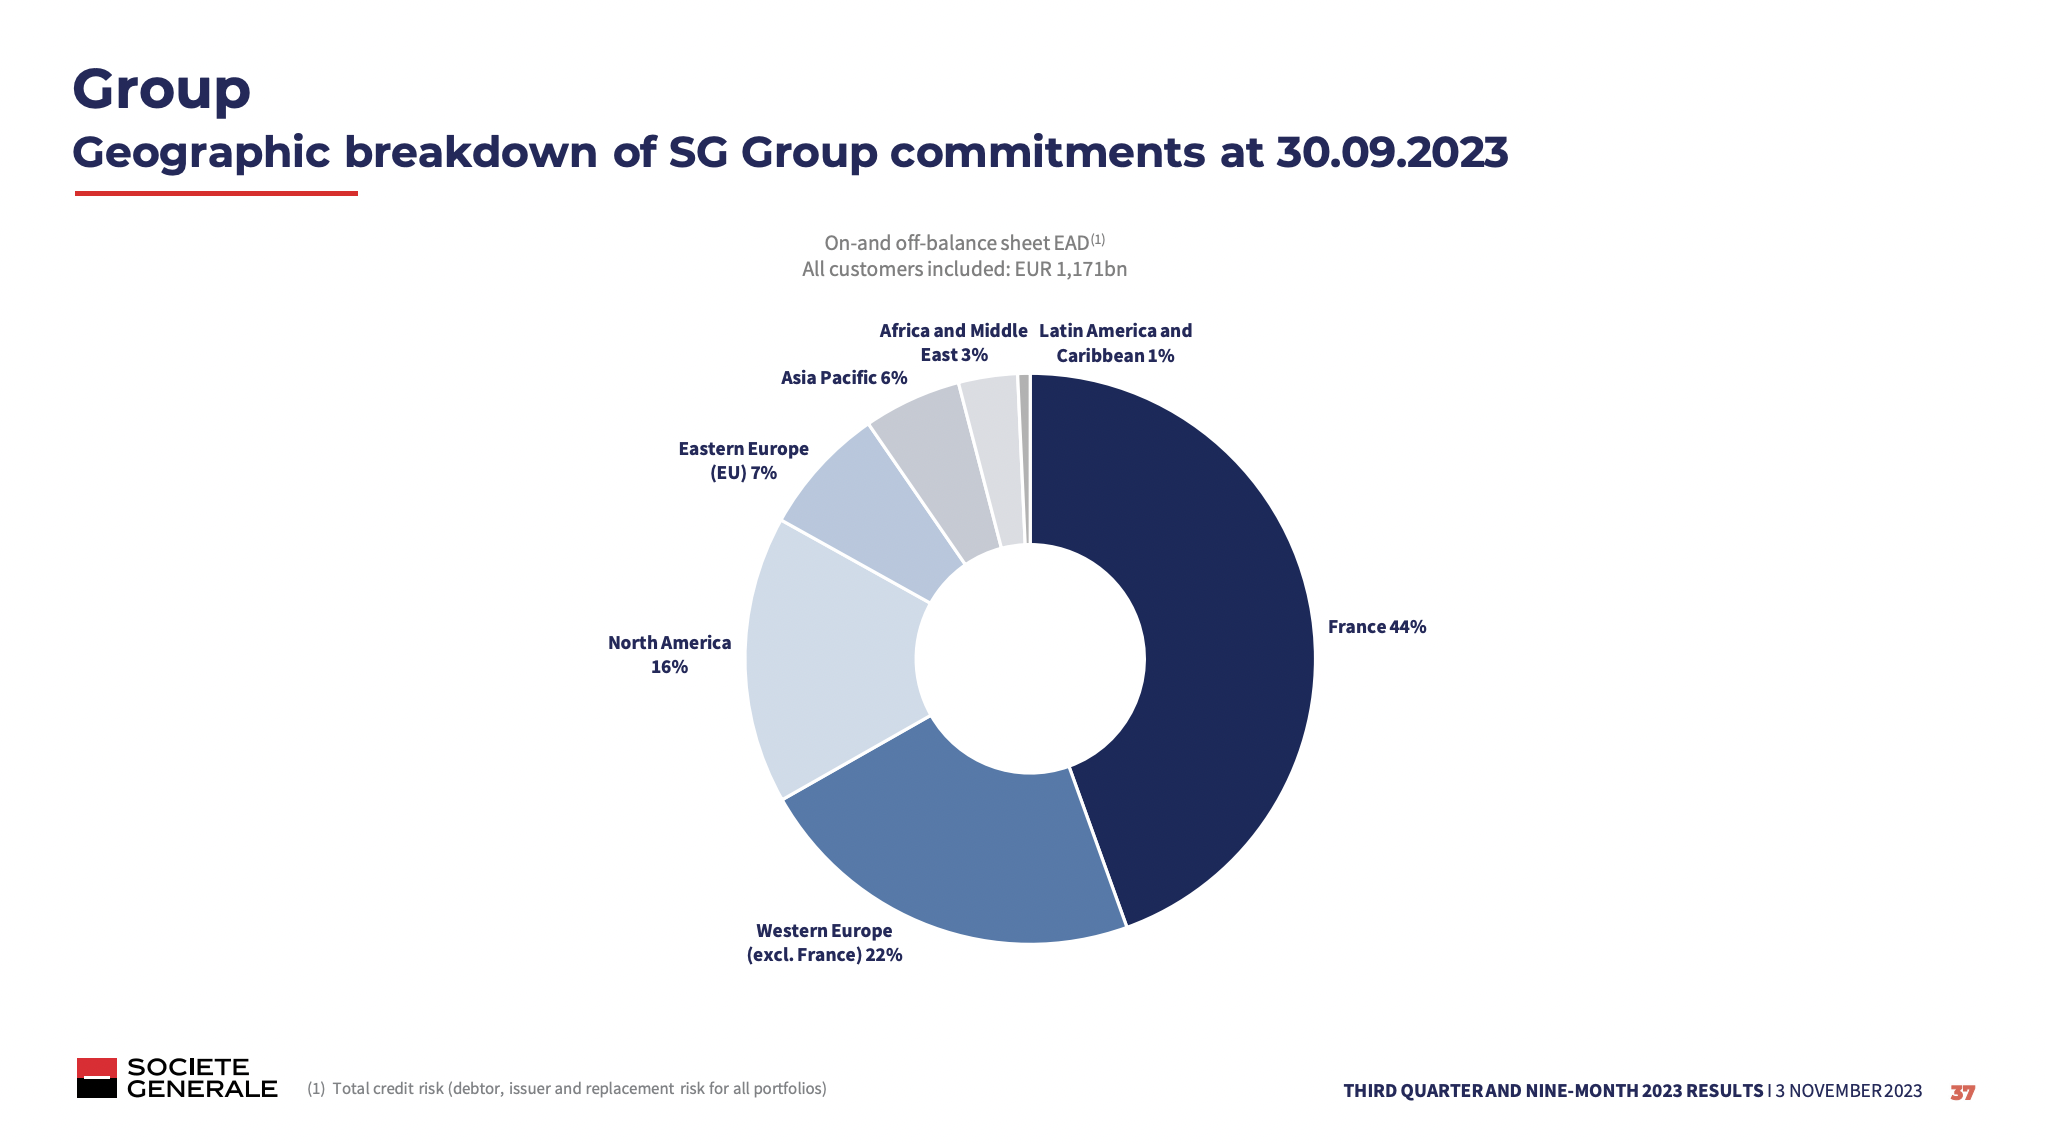 Group
Geographic breakdown of SG Group commitments at 30.09.2023
On-and off-balance sheet EAD(1)
All customers included: EUR 1,171bn
Africa and Middle
East 3%
Latin America and
Caribbean 1%
Asia Pacific 6%
Eastern Europe
(EU) 7%
France 44%
North America
16%
Western Europe
(excl. France) 22%
SOCIETE
GENERALE
(1) Total credit risk (debtor, issuer and replacement risk for all portfolios)
THIRD QUARTER AND NINE-MONTH 2023 RESULTS I 3 NOVEMBER 2023
37